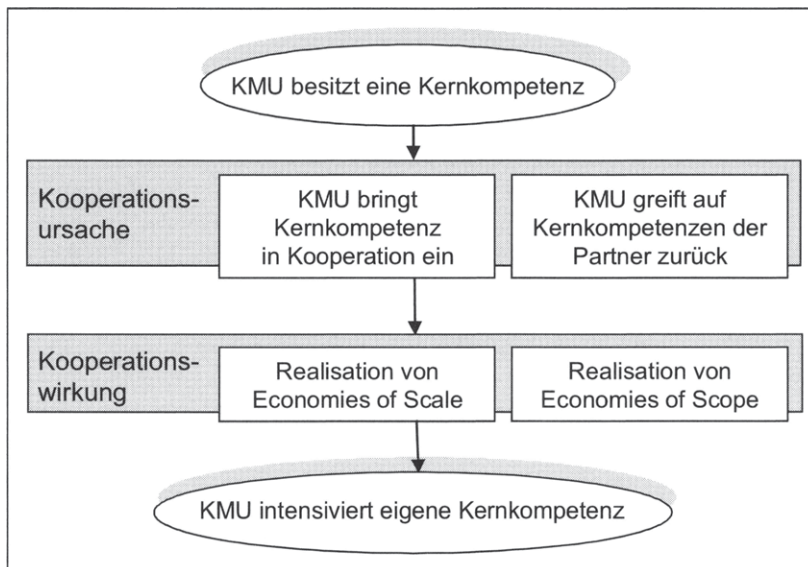 KMU besitzt eine Kernkompetenz
Kooperations-
ursache
KMU bringt
Kernkompetenz
in Kooperation ein
KMU greift auf
Kernkompetenzen der
Partner zurück
Kooperations-
wirkung
Realisation von
Economies of Scale
Realisation von
Economies of Scope
KMU intensiviert eigene Kernkompetenz